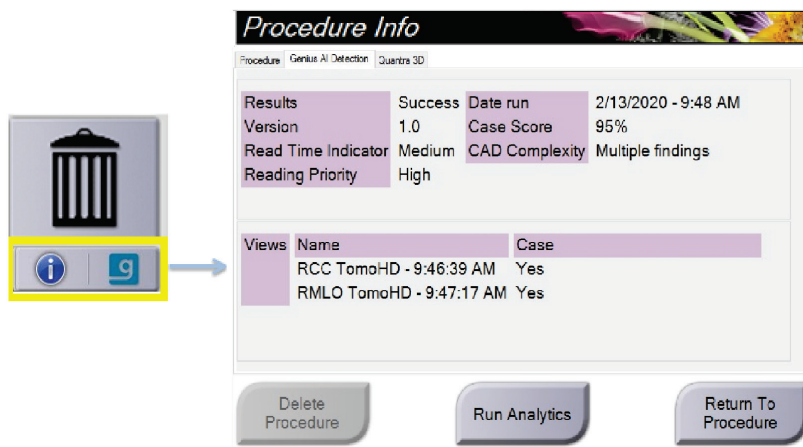 Procedure Info
Procedure Genius AI Detection Quantra 3D
Results Success Date run 2/13/2020 - 9:48 AM
Version 1.0 Case Score 95%
Read Time Indicator Medium CAD Complexity Multiple findings
Reading Priority High
i g
Views Name Case
RCC TomoHD - 9:46:39 AM Yes
RMLO TomoHD - 9:47:17 AM Yes
Delete Procedure
Run Analytics
Return To Procedure